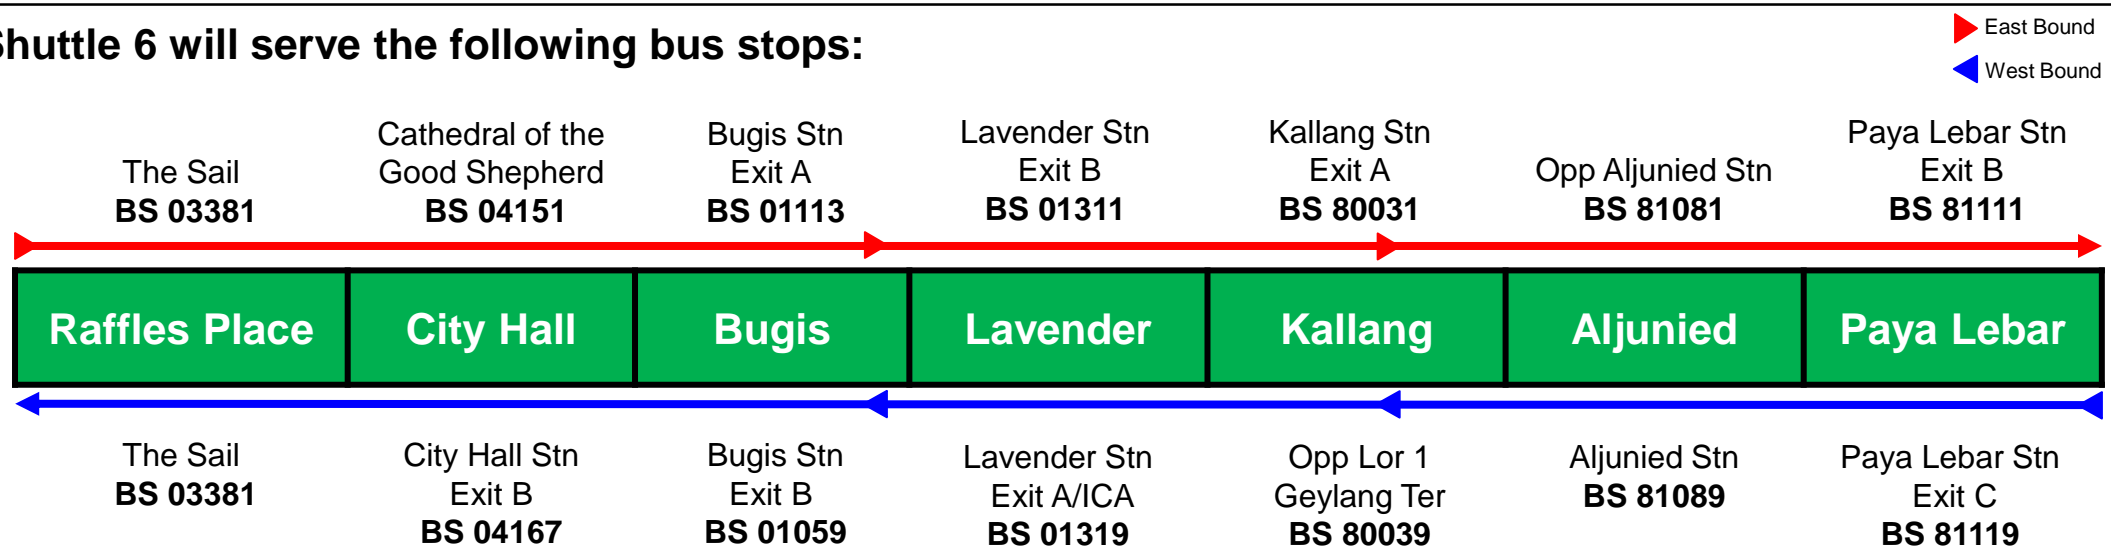 Shuttle 6 will serve the following bus stops:
East Bound
West Bound
The Sail
BS 03381
Cathedral of the
Good Shepherd
BS 04151
Bugis Stn
Exit A
BS 01113
Lavender Stn
Exit B
BS 01311
Kallang Stn
Exit A
BS 80031
Opp Aljunied Stn
BS 81081
Paya Lebar Stn
Exit B
BS 81111
Raffles Place
City Hall
Bugis
Lavender
Kallang
Aljunied
Paya Lebar
The Sail
BS 03381
City Hall Stn
Exit B
BS 04167
Bugis Stn
Exit B
BS 01059
Lavender Stn
Exit A/ICA
BS 01319
Opp Lor 1
Geylang Ter
BS 80039
Aljunied Stn
BS 81089
Paya Lebar Stn
Exit C
BS 81119